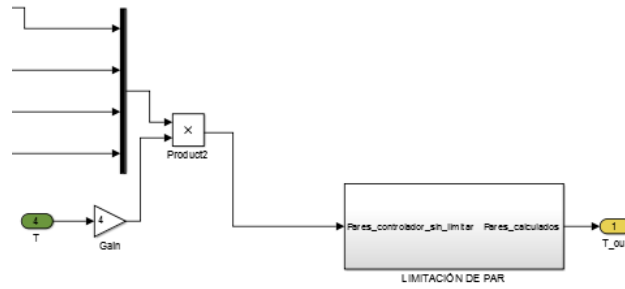 ×
Product2
4
T
4
Gain
Pares_controlador_sin_limitar
Pares_calculados
LIMITACIÓN DE PAR
1
T_ou